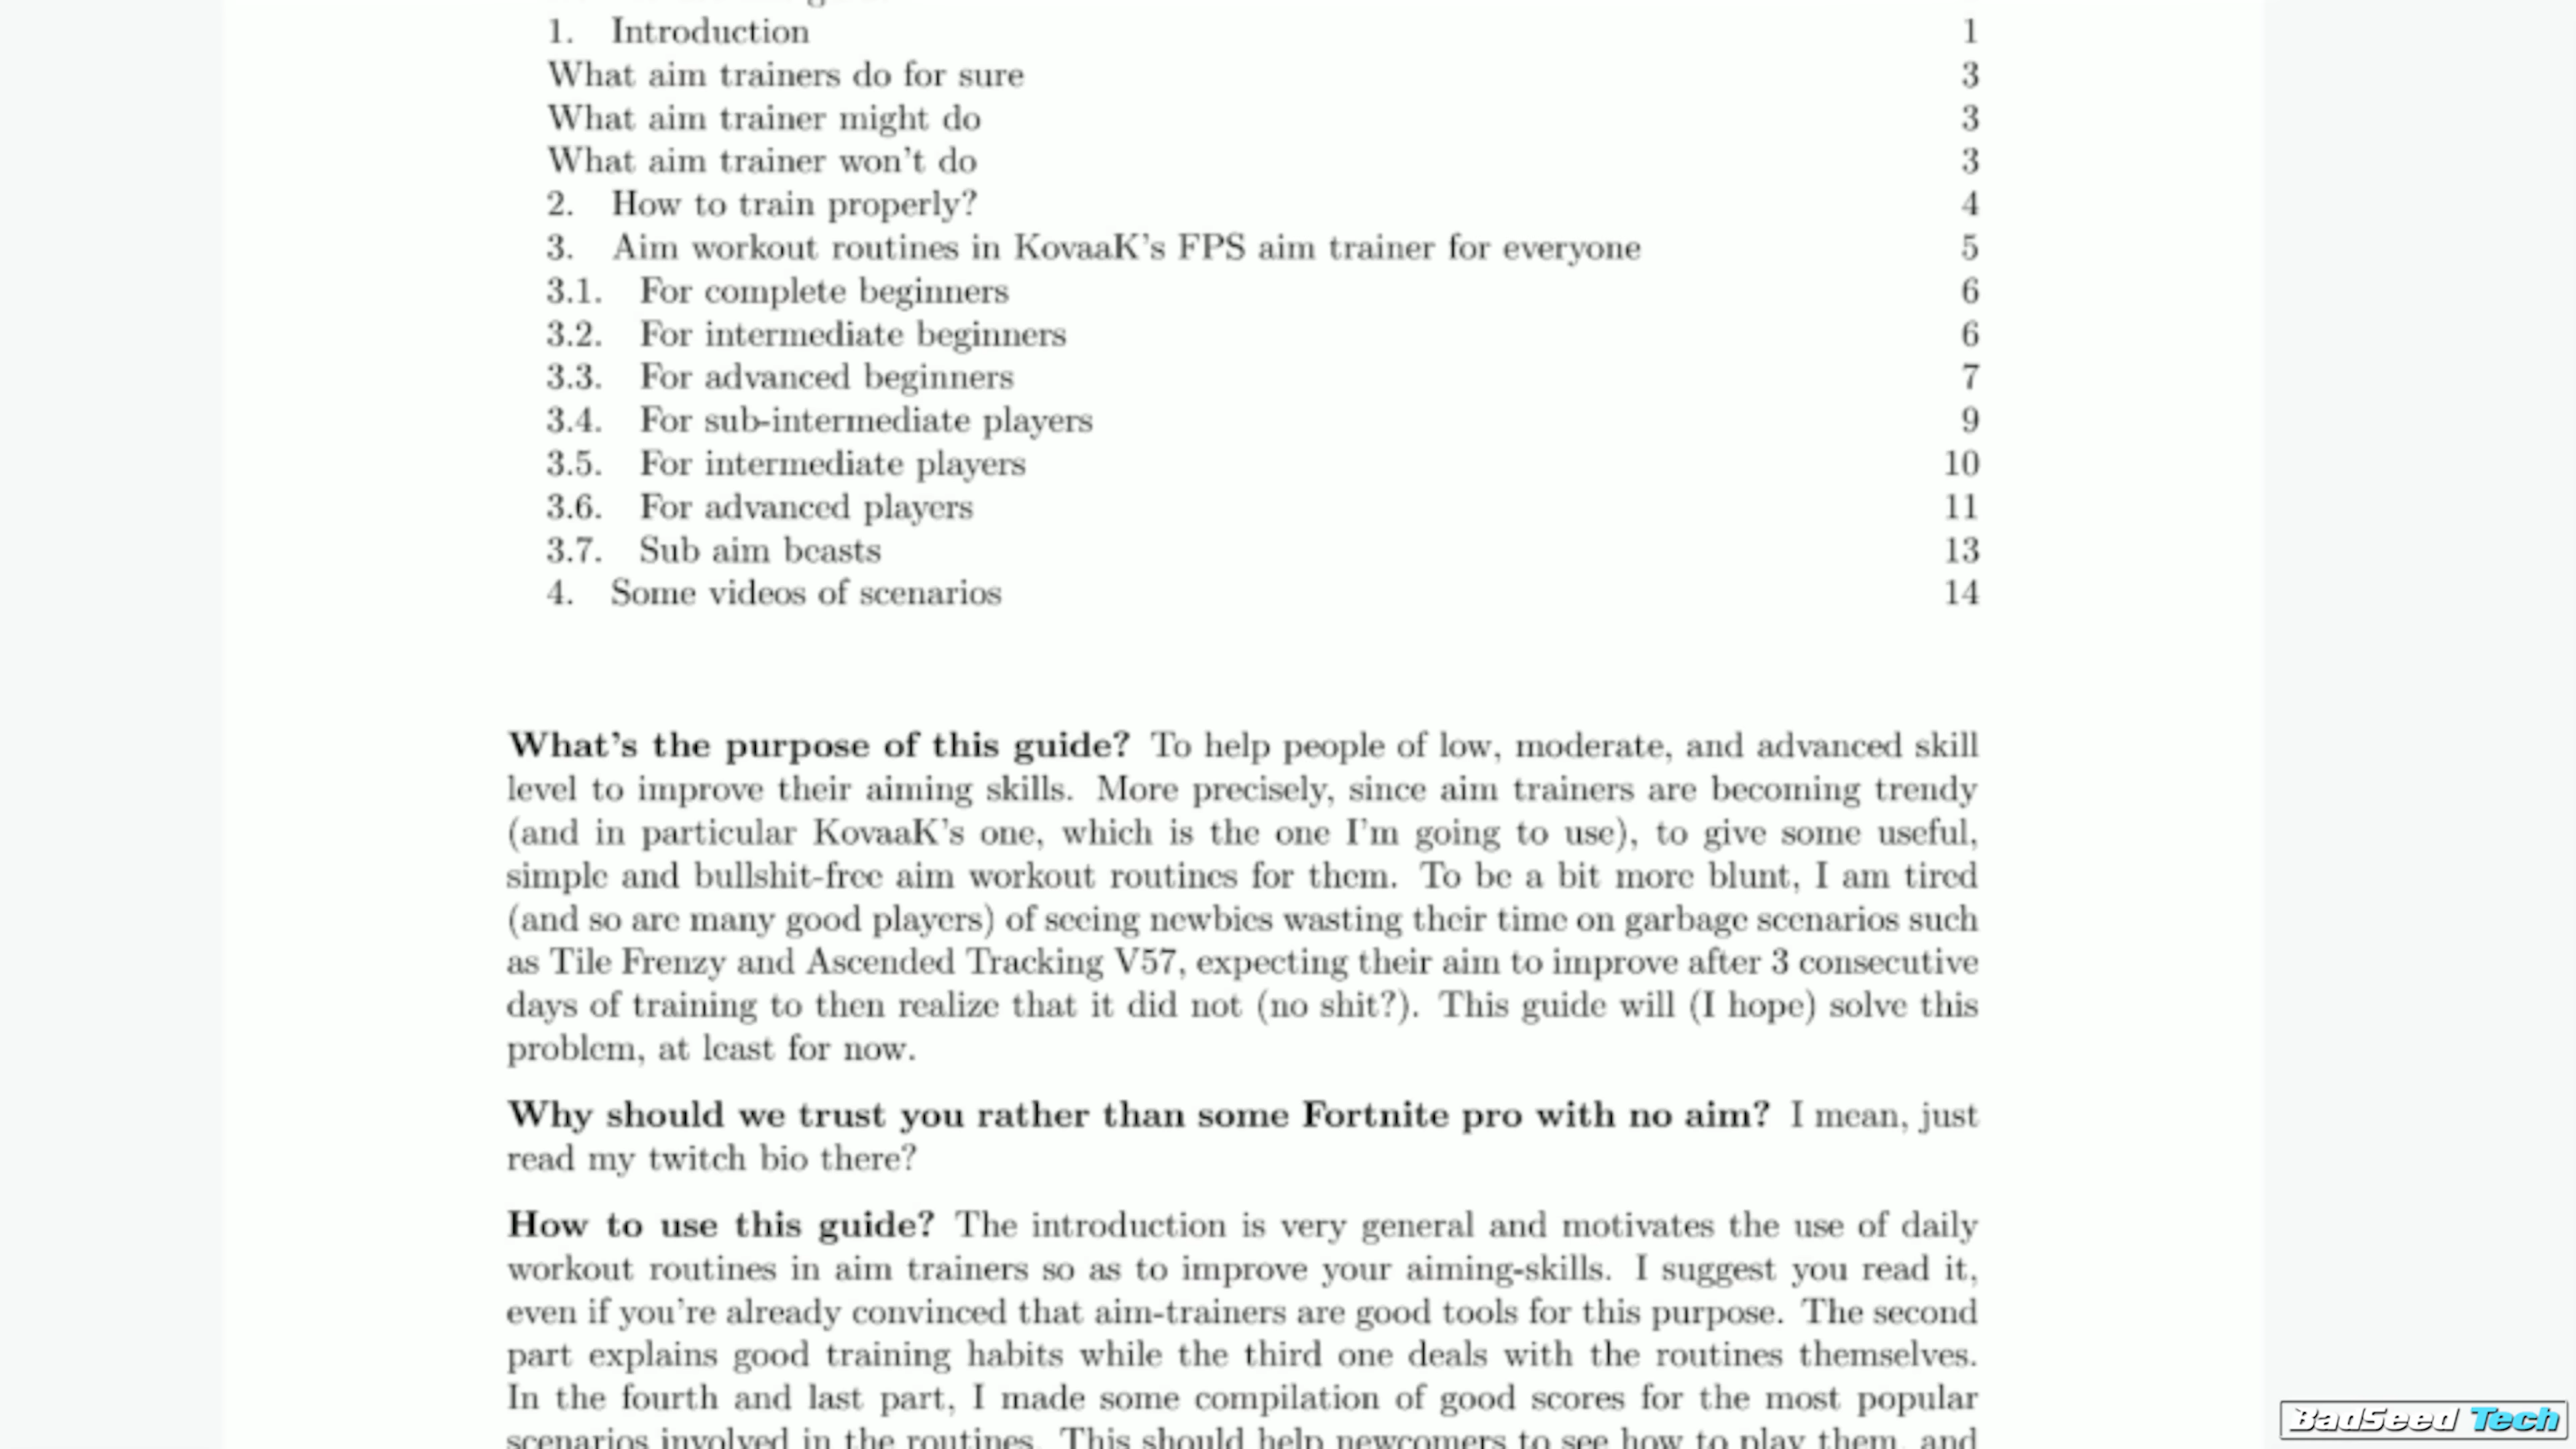 1. Introduction 1
What aim trainers do for sure 3
What aim trainer might do 3
What aim trainer won't do 3
2. How to train properly? 4
3. Aim workout routines in KovaaK's FPS aim trainer for everyone 5
3.1. For complete beginners 6
3.2. For intermediate beginners 6
3.3. For advanced beginners 7
3.4. For sub-intermediate players 9
3.5. For intermediate players 10
3.6. For advanced players 11
3.7. Sub aim beasts 13
4. Some videos of scenarios 14
What's the purpose of this guide? To help people of low, moderate, and advanced skill
level to improve their aiming skills. More precisely, since aim trainers are becoming trendy
(and in particular KovaaK's one, which is the one I'm going to use), to give some useful,
simple and bullshit-free aim workout routines for them. To be a bit more blunt, I am tired
(and so are many good players) of seeing newbies wasting their time on garbage scenarios such
as Tile Frenzy and Ascended Tracking V57, expecting their aim to improve after 3 consecutive
days of training to then realize that it did not (no shit?). This guide will (I hope) solve this
problem, at least for now.
Why should we trust you rather than some Fortnite pro with no aim? I mean, just
read my twitch bio there?
How to use this guide? The introduction is very general and motivates the use of daily
workout routines in aim trainers so as to improve your aiming-skills. I suggest you read it,
even if you're already convinced that aim-trainers are good tools for this purpose. The second
part explains good training habits while the third one deals with the routines themselves.
In the fourth and last part, I made some compilation of good scores for the most popular
scenarios involved in the routines. This should help newcomers to see how to play them, and
BadSeed Tech